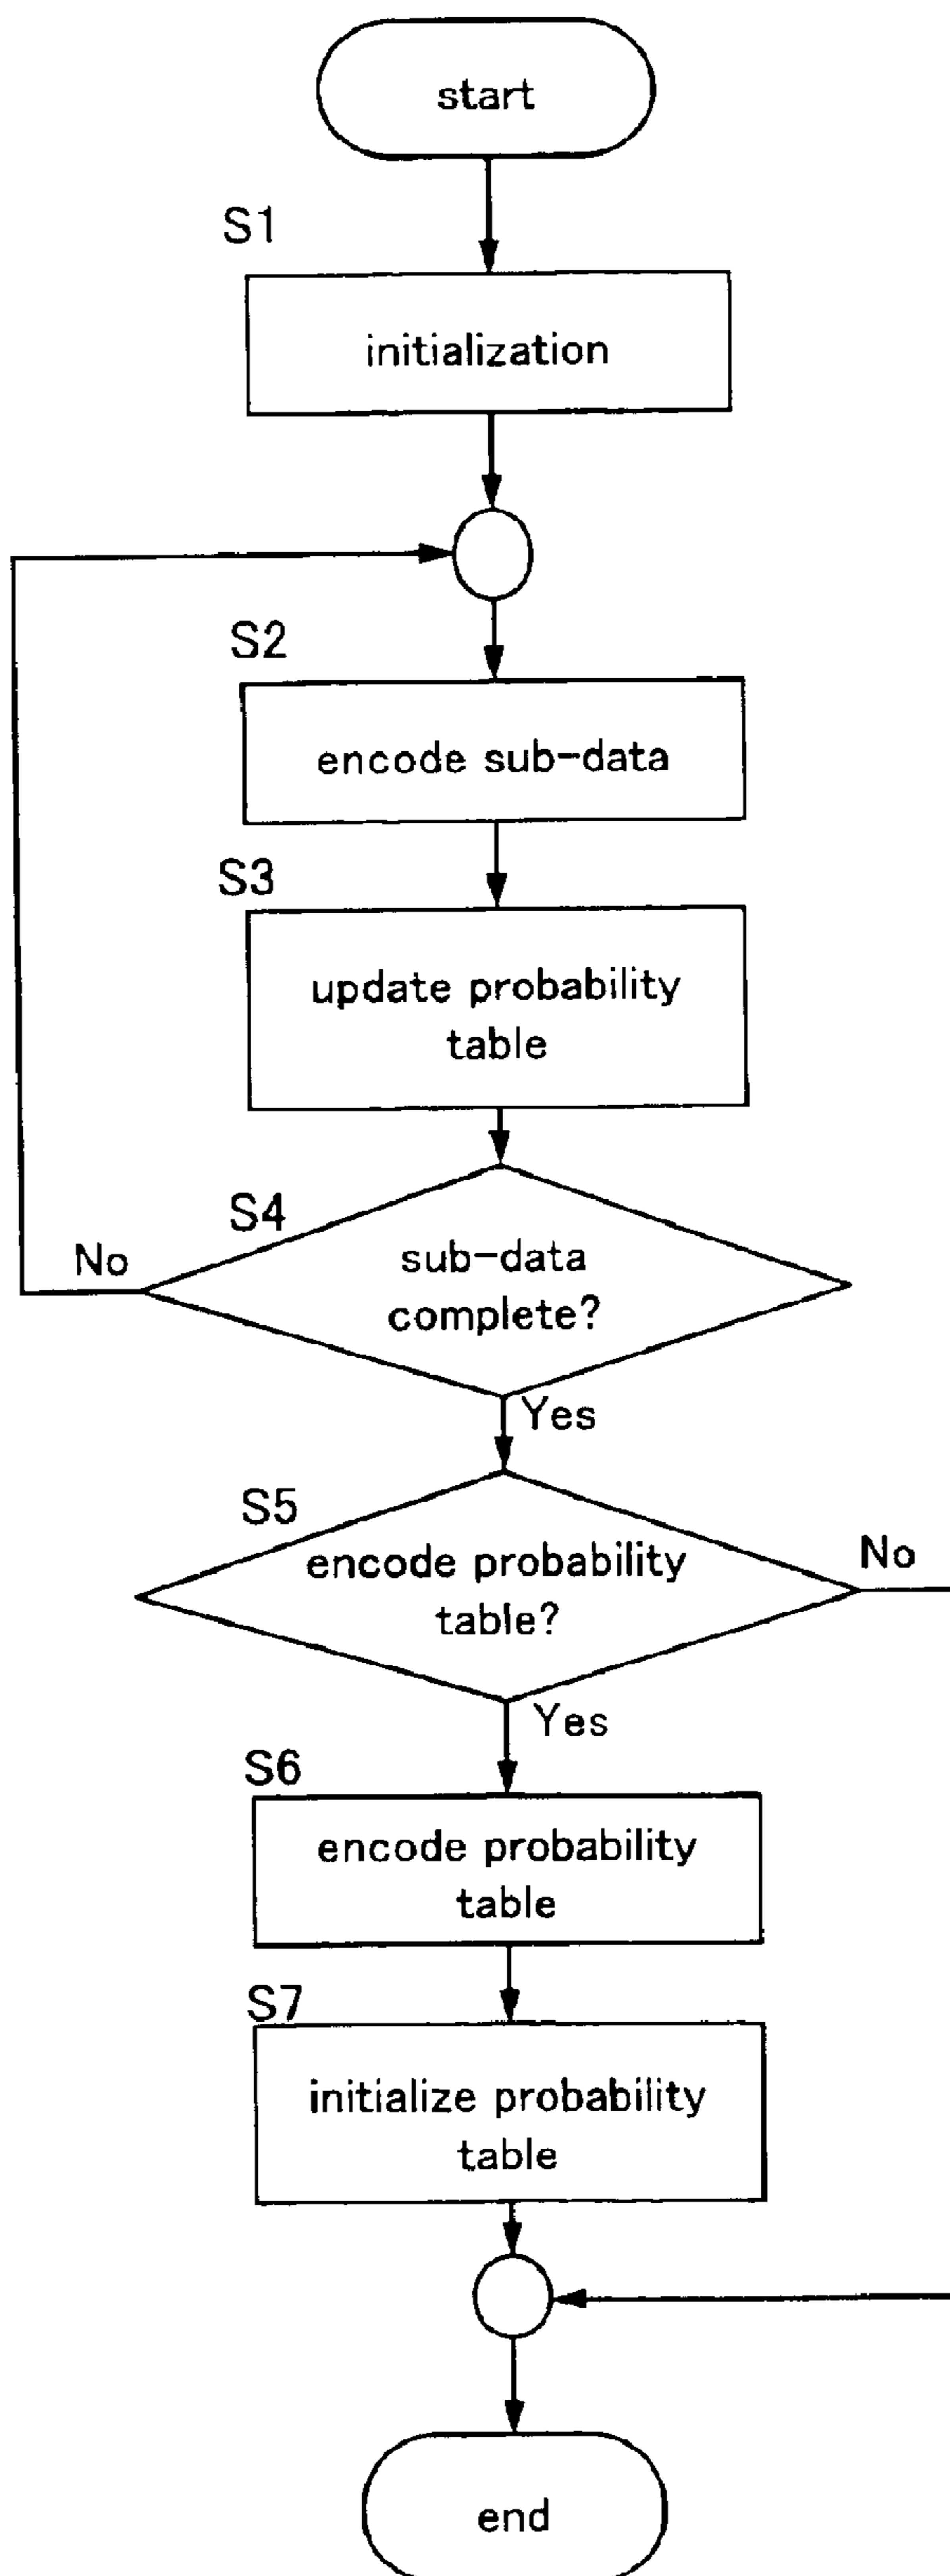 start
S1
initialization
S2
encode sub-data
S3
update probability
table
S4
sub-data
complete?
No
Yes
S5
encode probability
table?
No
Yes
S6
encode probability
table
S7
initialize probability
table
end